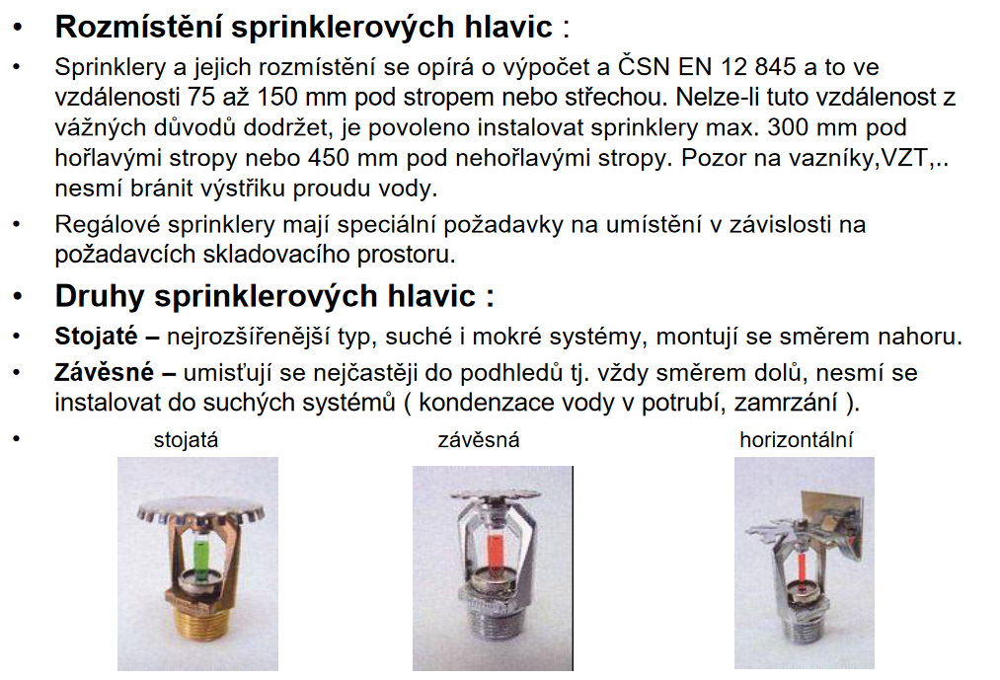 • Rozmístění sprinklerových hlavic :
• Sprinklery a jejich rozmístění se opírá o výpočet a ČSN EN 12 845 a to ve
vzdálenosti 75 až 150 mm pod stropem nebo střechou. Nelze-li tuto vzdálenost z
vážných důvodů dodržet, je povoleno instalovat sprinklery max. 300 mm pod
hořlavými stropy nebo 450 mm pod nehořlavými stropy. Pozor na vazníky,VZT,..
nesmí bránit výstřiku proudu vody.
• Regálové sprinklery mají speciální požadavky na umístění v závislosti na
požadavcích skladovacího prostoru.
• Druhy sprinklerových hlavic :
• Stojaté – nejrozšířenější typ, suché i mokré systémy, montují se směrem nahoru.
• Závěsné – umisťují se nejčastěji do podhledů tj. vždy směrem dolů, nesmí se
instalovat do suchých systémů ( kondenzace vody v potrubí, zamrzání ).
• stojatá závěsná horizontální